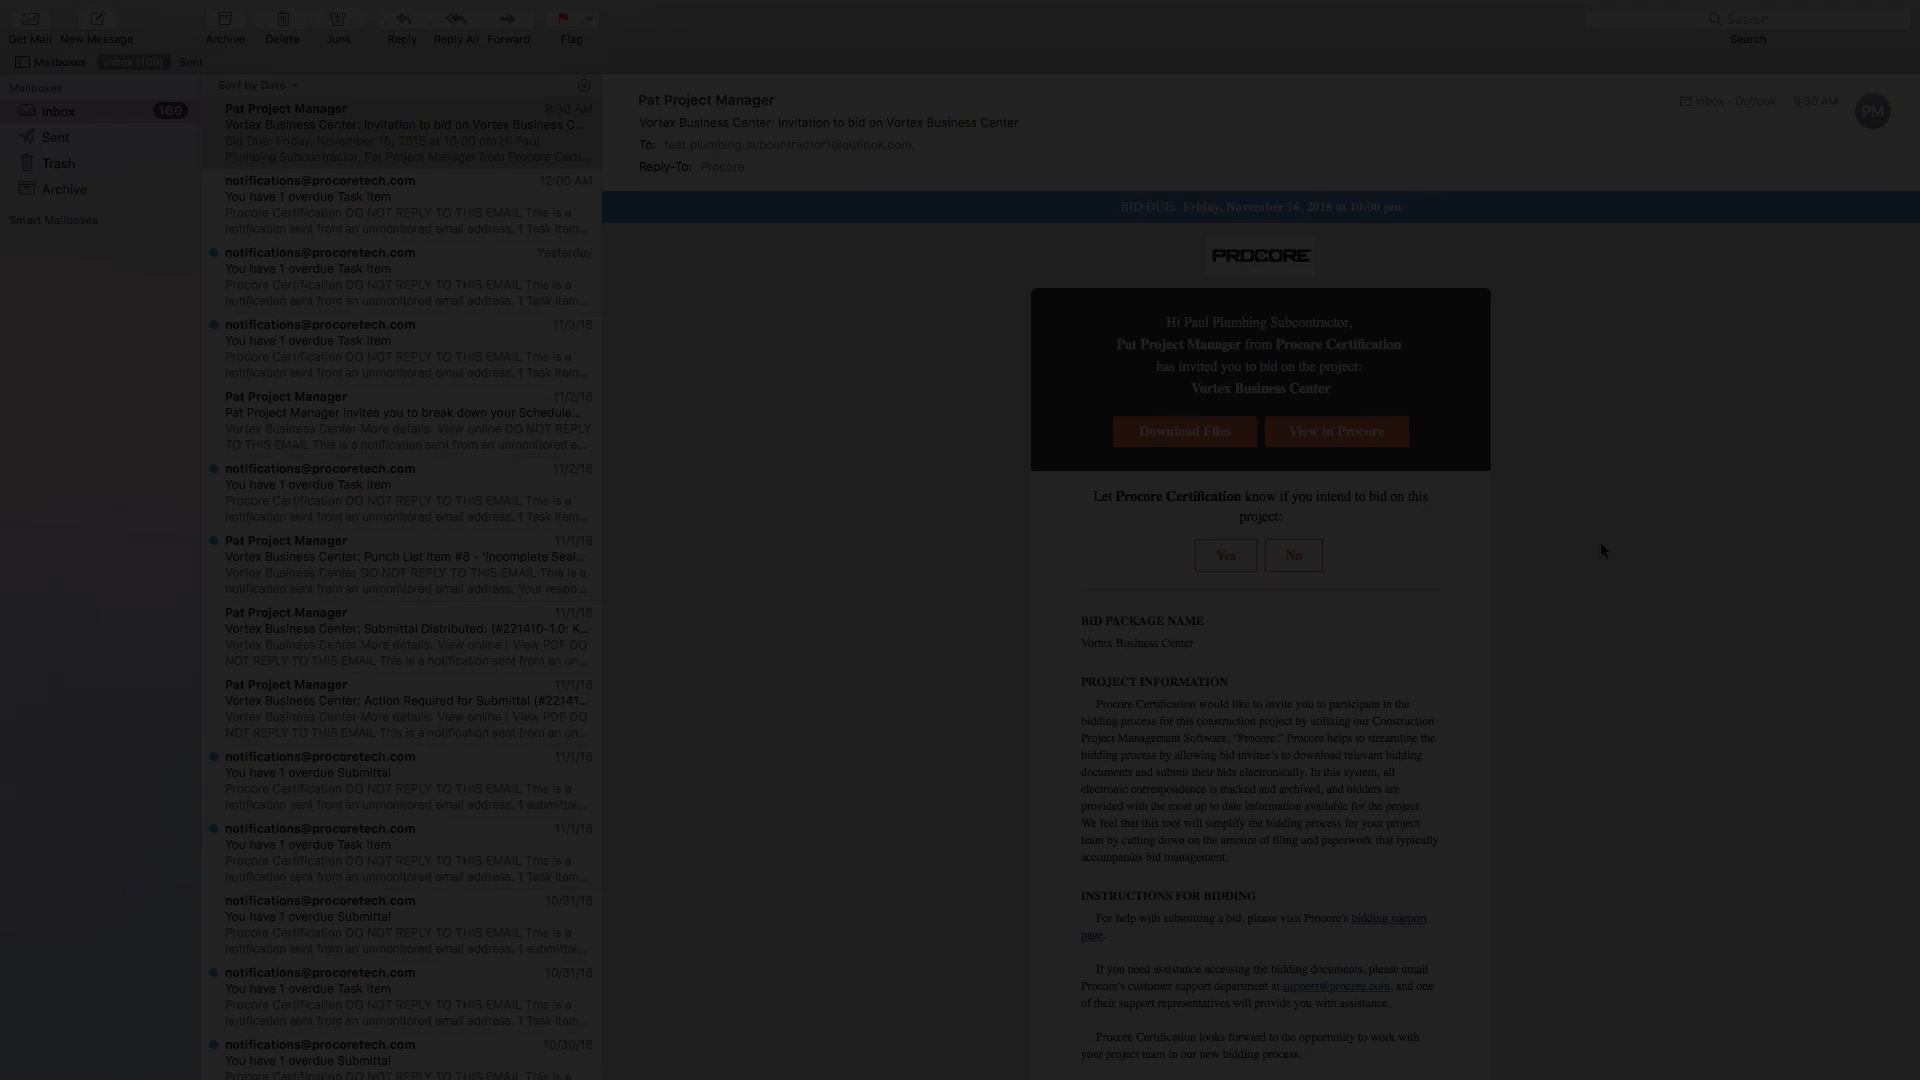 Get Mail
New Message
Archive
Delete
Junk
Reply
Reply All
Forward
Flag
Search
Search
Mailboxes
Inbox (160)
Sent
Mailboxes
Inbox
160
Sent
Trash
Archive
Smart Mailboxes
Sort by Date
Pat Project Manager
9:30 AM
Vortex Business Center: Invitation to bid on Vortex Business C...
Bid Due: Friday, November 16, 2018 at 10:00 pm Hi Paul
Plumbing Subcontractor, Pat Project Manager from Procore Certi...
notifications@procoretech.com
12:00 AM
You have 1 overdue Task Item
Procore Certification DO NOT REPLY TO THIS EMAIL This is a
notification sent from an unmonitored email address. 1 Task Item...
notifications@procoretech.com
Yesterday
You have 1 overdue Task Item
Procore Certification DO NOT REPLY TO THIS EMAIL This is a
notification sent from an unmonitored email address. 1 Task Item...
notifications@procoretech.com
11/3/18
You have 1 overdue Task Item
Procore Certification DO NOT REPLY TO THIS EMAIL This is a
notification sent from an unmonitored email address. 1 Task Item...
Pat Project Manager
11/2/18
Pat Project Manager invites you to break down your Schedule...
Vortex Business Center More details: View online DO NOT REPLY
TO THIS EMAIL This is a notification sent from an unmonitored e...
notifications@procoretech.com
11/2/18
You have 1 overdue Task Item
Procore Certification DO NOT REPLY TO THIS EMAIL This is a
notification sent from an unmonitored email address. 1 Task Item...
Pat Project Manager
11/1/18
Vortex Business Center: Punch List Item #8 - 'Incomplete Seal...
Vortex Business Center DO NOT REPLY TO THIS EMAIL This is a
notification sent from an unmonitored email address. Your respo...
Pat Project Manager
11/1/18
Vortex Business Center: Submittal Distributed: (#221410-1.0: K...
Vortex Business Center More details: View online | View PDF DO
NOT REPLY TO THIS EMAIL This is a notification sent from an un...
Pat Project Manager
11/1/18
Vortex Business Center: Action Required for Submittal (#22141...
Vortex Business Center More details: View online | View PDF DO
NOT REPLY TO THIS EMAIL This is a notification sent from an un...
notifications@procoretech.com
11/1/18
You have 1 overdue Submittal
Procore Certification DO NOT REPLY TO THIS EMAIL This is a
notification sent from an unmonitored email address. 1 submittal...
notifications@procoretech.com
11/1/18
You have 1 overdue Task Item
Procore Certification DO NOT REPLY TO THIS EMAIL This is a
notification sent from an unmonitored email address. 1 Task Item...
notifications@procoretech.com
10/31/18
You have 1 overdue Submittal
Procore Certification DO NOT REPLY TO THIS EMAIL This is a
notification sent from an unmonitored email address. 1 submittal...
notifications@procoretech.com
10/31/18
You have 1 overdue Task Item
Procore Certification DO NOT REPLY TO THIS EMAIL This is a
notification sent from an unmonitored email address. 1 Task Item...
notifications@procoretech.com
10/30/18
You have 1 overdue Submittal
Procore Certification DO NOT REPLY TO THIS EMAIL This is a
Pat Project Manager
Inbox - Outlook
9:30 AM
PM
Vortex Business Center: Invitation to bid on Vortex Business Center
To: test.plumbing.subcontractor1@outlook.com,
Reply-To: Procore
BID DUE: Friday, November 16, 2018 at 10:00 pm
PROCORE
Hi Paul Plumbing Subcontractor,
Pat Project Manager from Procore Certification
has invited you to bid on the project:
Vortex Business Center
Download Files
View in Procore
Let Procore Certification know if you intend to bid on this
project:
Yes
No
BID PACKAGE NAME
Vortex Business Center
PROJECT INFORMATION
Procore Certification would like to invite you to participate in the
bidding process for this construction project by utilizing our Construction
Project Management Software, "Procore." Procore helps to streamline the
bidding process by allowing bid invitee's to download relevant bidding
documents and submit their bids electronically. In this system, all
electronic correspondence is tracked and archived, and bidders are
provided with the most up to date information available for the project.
We feel that this tool will simplify the bidding process for your project
team by cutting down on the amount of filing and paperwork that typically
accompanies bid management.
INSTRUCTIONS FOR BIDDING
For help with submitting a bid, please visit Procore's bidding support
page.
If you need assistance accessing the bidding documents, please email
Procore's customer support department at support@procore.com, and one
of their support representatives will provide you with assistance.
Procore Certification looks forward to the opportunity to work with
your project team in our new bidding process.